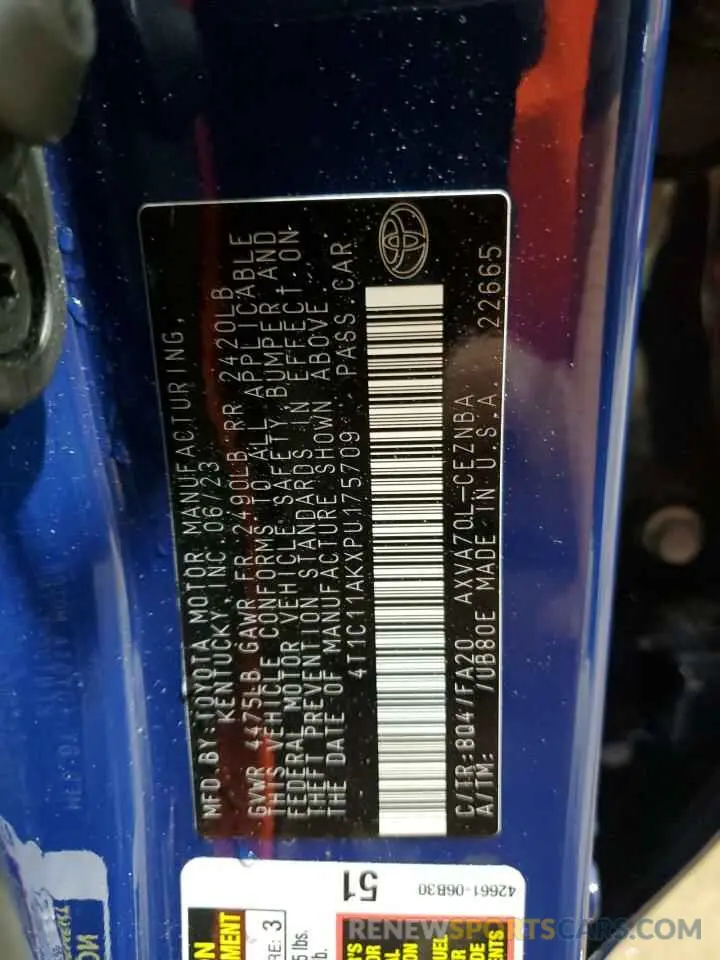 MFD.BY:TOYOTA MOTOR MANUFACTURING,
KENTUCKY, INC. 06/23
GVWR 4475LB GAWR FR 2490LB RR 2420LB
THIS VEHICLE CONFORMS TO ALL APPLICABLE
FEDERAL MOTOR VEHICLE SAFETY, BUMPER, AND
THEFT PREVENTION STANDARDS IN EFFECT ON
THE DATE OF MANUFACTURE SHOWN ABOVE.
4T1C11AKXPU175709 PASS.CAR
C/TR:8Q4/FA20 AXVA70L-CEZNBA
A/TM: /UB80E MADE IN U.S.A. 22665
51
42661-06B30
RENEWSPORTSCARS.COM